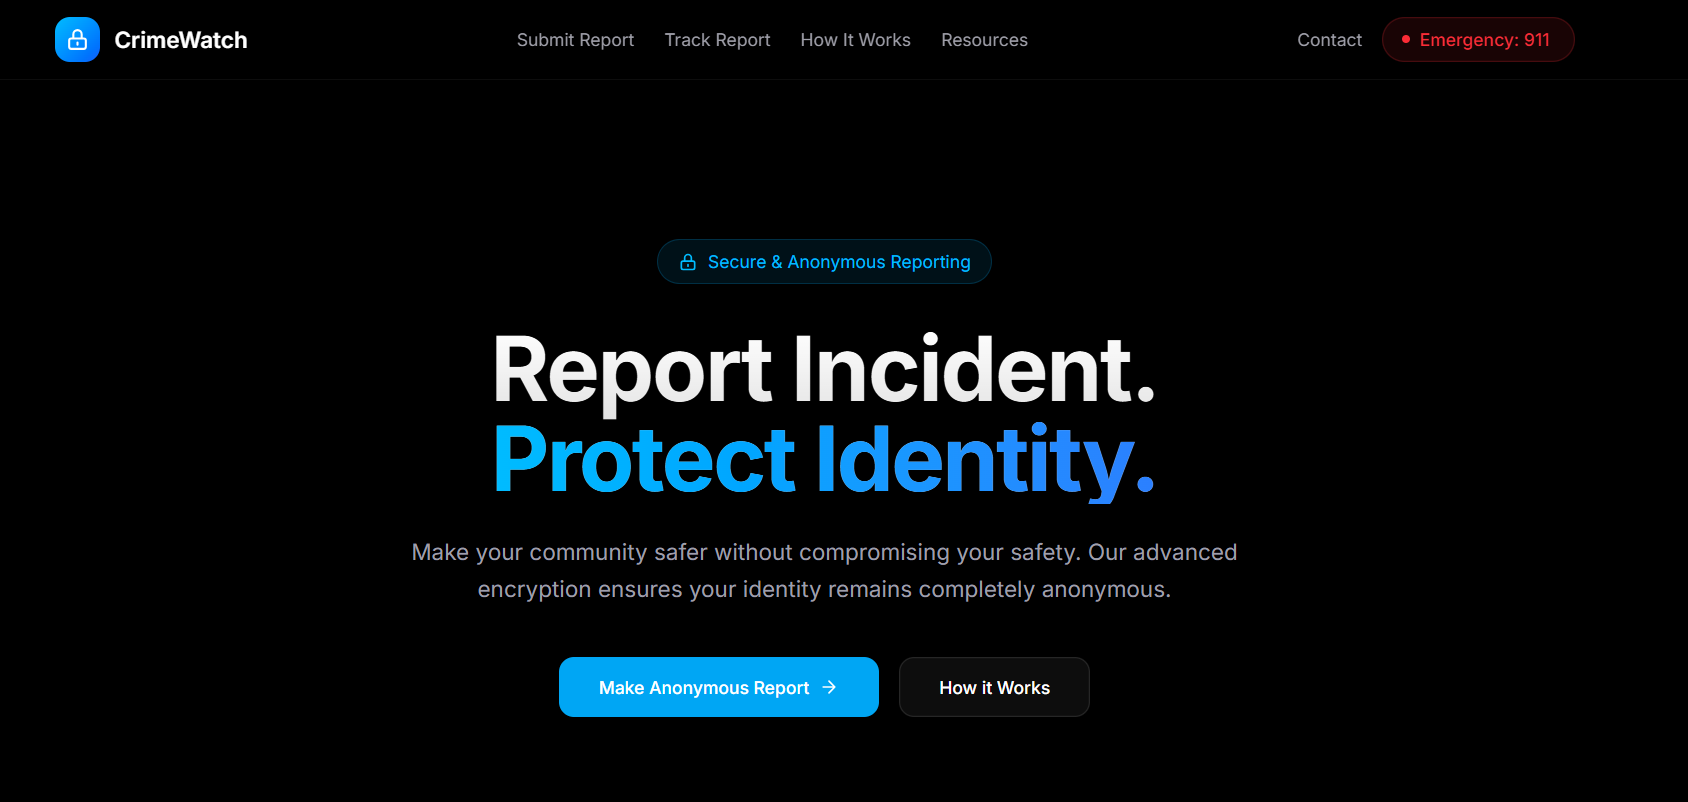 CrimeWatch
Submit Report
Track Report
How It Works
Resources
Contact
Emergency: 911
Secure & Anonymous Reporting
Report Incident.
Protect Identity.
Make your community safer without compromising your safety. Our advanced
encryption ensures your identity remains completely anonymous.
Make Anonymous Report →
How it Works